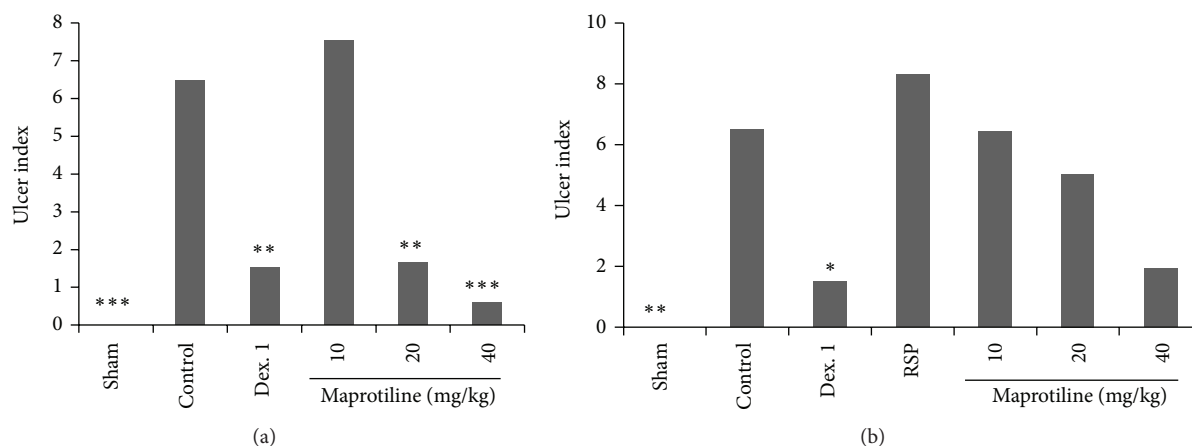 8
7
6
5
4
3
2
1
0
Ulcer index
***
**
**
***
Sham
Control
Dex. 1
10
20
40
Maprotiline (mg/kg)
(a)
10
8
6
4
2
0
Ulcer index
**
*
Sham
Control
Dex. 1
RSP
10
20
40
Maprotiline (mg/kg)
(b)